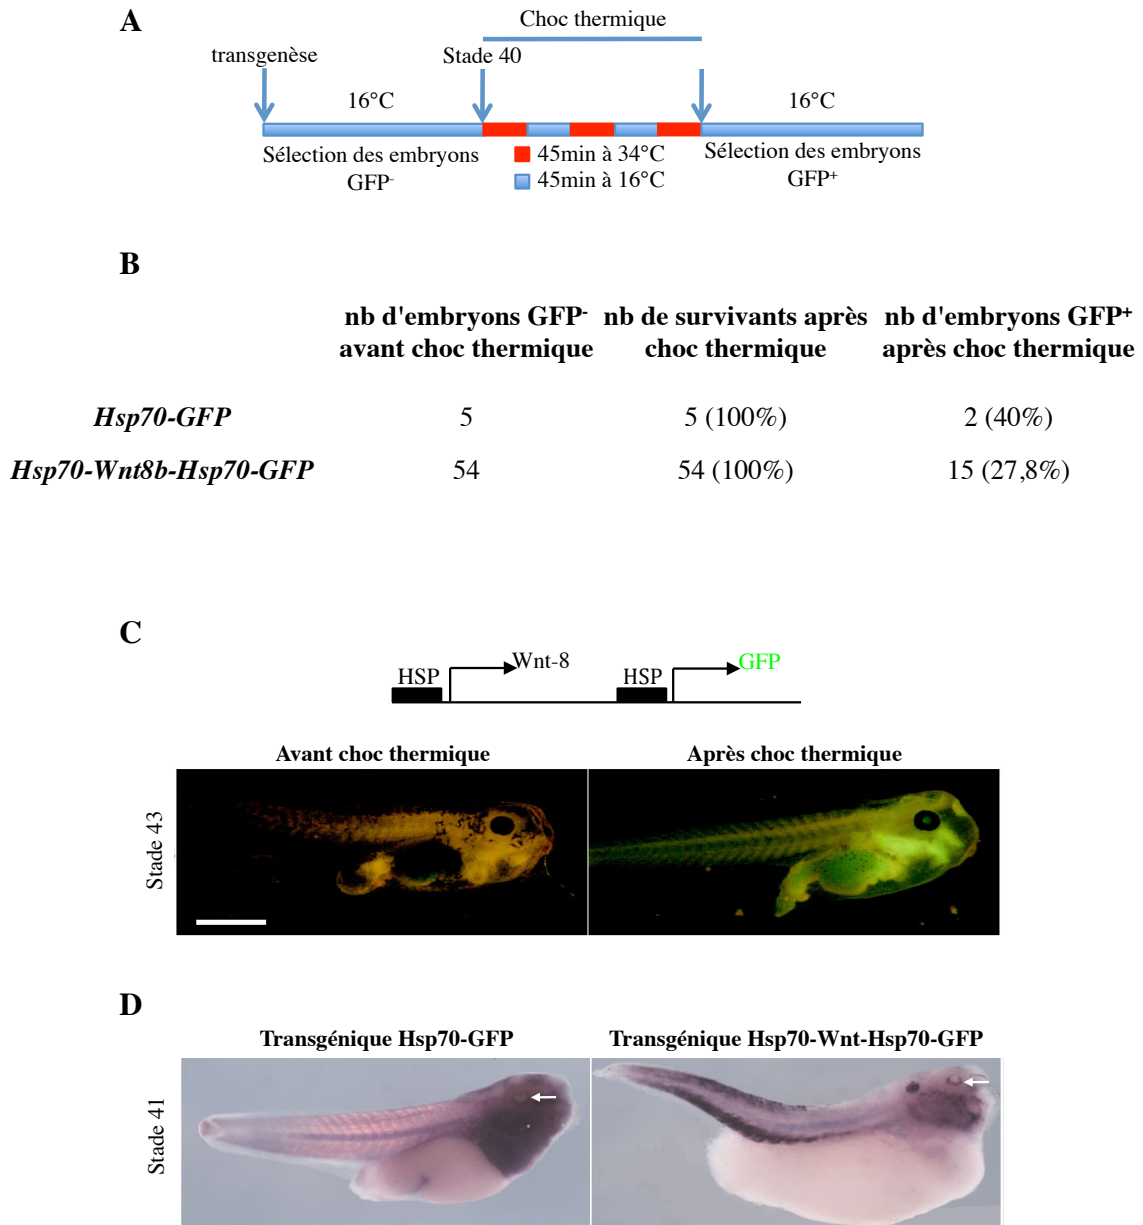 A
Choc thermique
transgenèse
Stade 40
16°C
16°C
Sélection des embryons
GFP-
45min à 34°C
45min à 16°C
Sélection des embryons
GFP+
B
nb d'embryons GFP-
avant choc thermique
nb de survivants après
choc thermique
nb d'embryons GFP+
après choc thermique
Hsp70-GFP
5
5 (100%)
2 (40%)
Hsp70-Wnt8b-Hsp70-GFP
54
54 (100%)
15 (27,8%)
C
HSP
Wnt-8
HSP
GFP
Avant choc thermique
Après choc thermique
Stade 43
D
Transgénique Hsp70-GFP
Transgénique Hsp70-Wnt-Hsp70-GFP
Stade 41